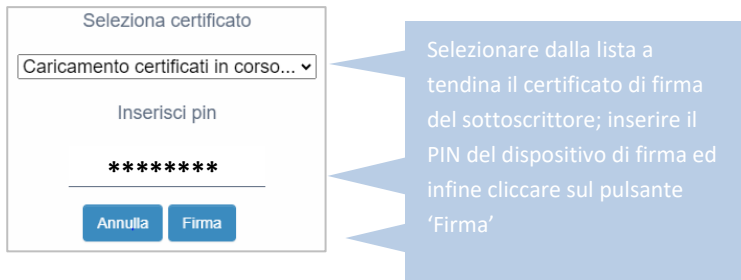 Seleziona certificato
Caricamento certificati in corso...
Inserisci pin
********
Annulla Firma
Selezionare dalla lista a
tendina il certificato di firma
del sottoscrittore; inserire il
PIN del dispositivo di firma ed
infine cliccare sul pulsante
‘Firma’